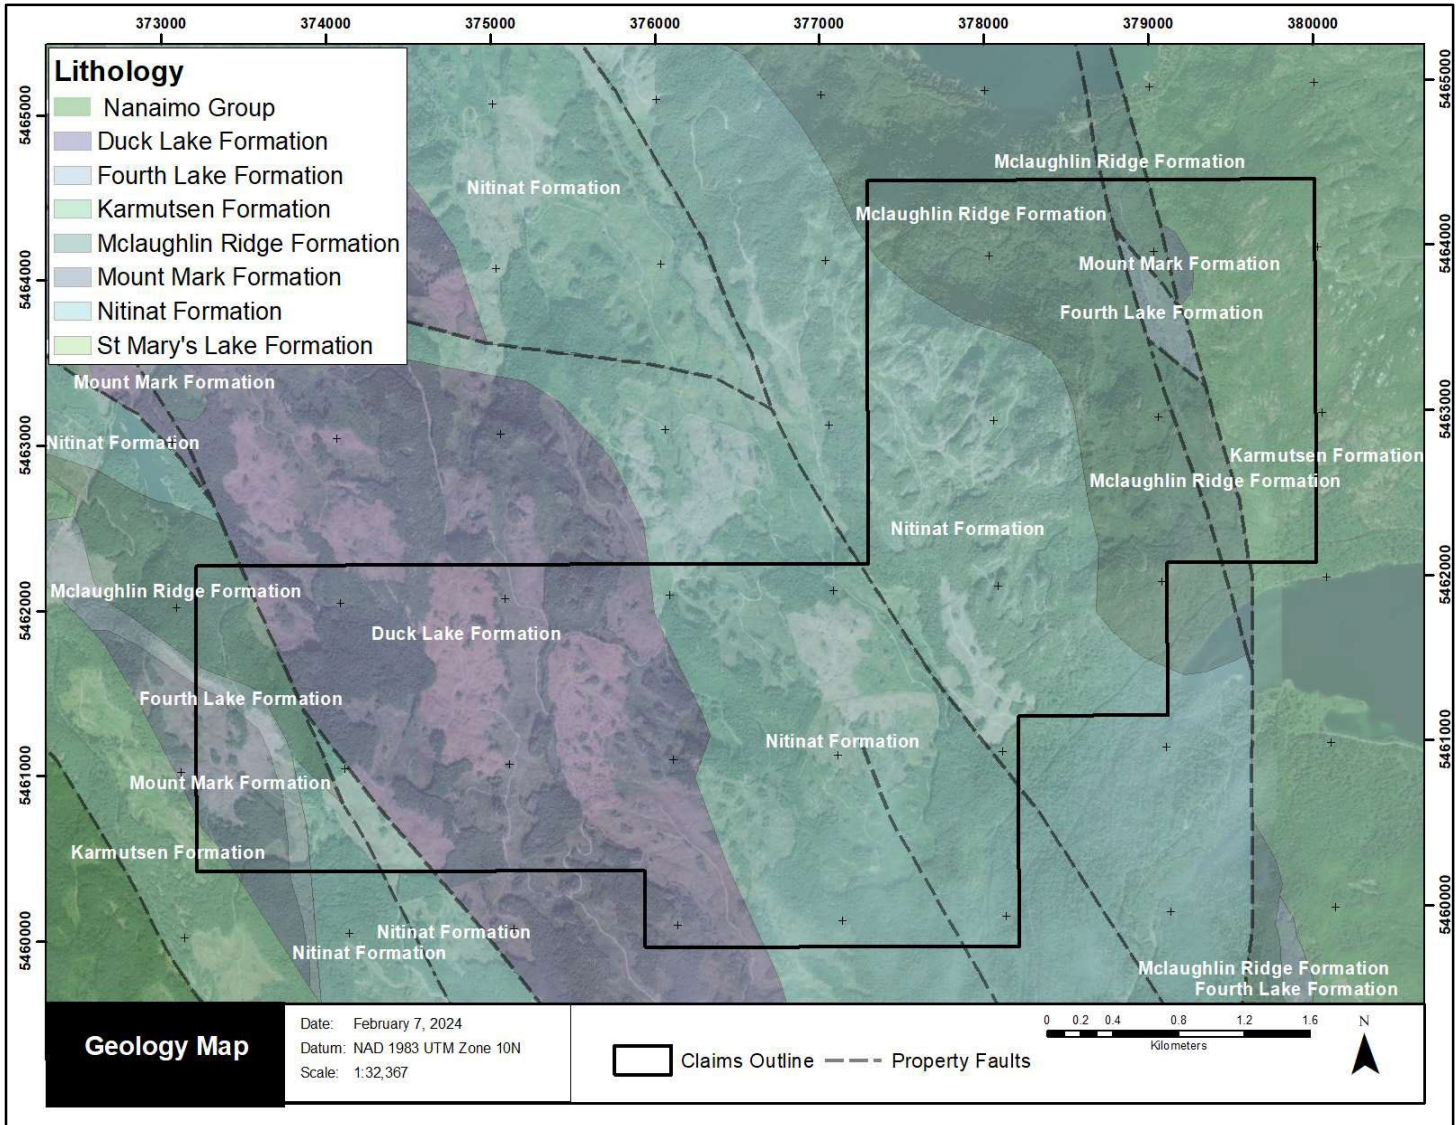 373000 374000 375000 376000 377000 378000 379000 380000
Lithology
Nanaimo Group
Duck Lake Formation
Fourth Lake Formation
Karmutsen Formation
Mclaughlin Ridge Formation
Mount Mark Formation
Nitinat Formation
St Mary's Lake Formation
5465000
5464000
5463000
5462000
5461000
5460000
5465000
5464000
5463000
5462000
5461000
5460000
Mclaughlin Ridge Formation
Nitinat Formation
Mclaughlin Ridge Formation
Mount Mark Formation
Fourth Lake Formation
Mount Mark Formation
Nitinat Formation
Karmutsen Formation
Mclaughlin Ridge Formation
Nitinat Formation
Mclaughlin Ridge Formation
Duck Lake Formation
Fourth Lake Formation
Nitinat Formation
Mount Mark Formation
Karmutsen Formation
Nitinat Formation
Nitinat Formation
Mclaughlin Ridge Formation
Fourth Lake Formation
Geology Map
Date: February 7, 2024
Datum: NAD 1983 UTM Zone 10N
Scale: 1:32,367
Claims Outline
Property Faults
0 0.2 0.4 0.8 1.2 1.6
Kilometers
N